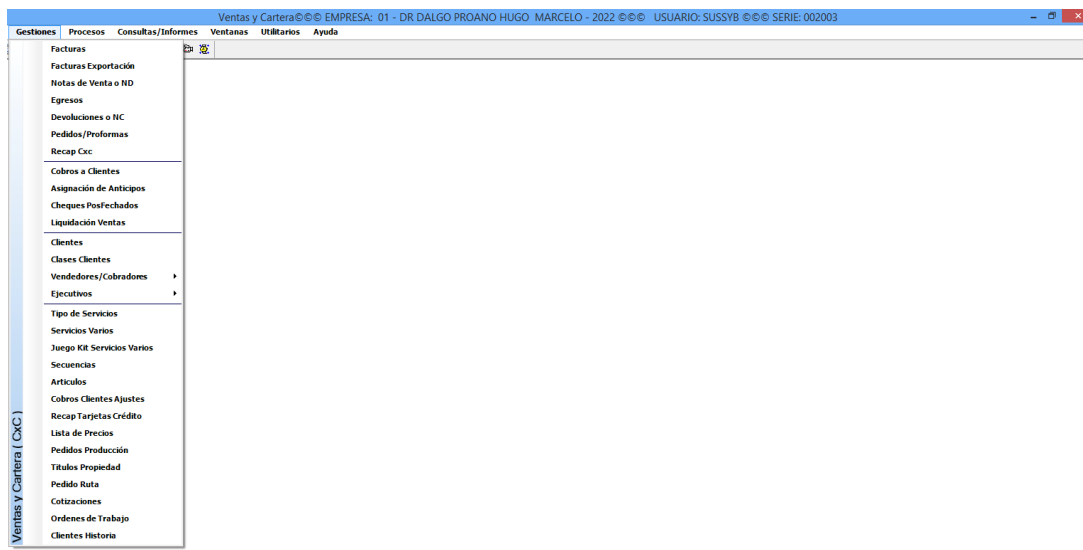 Ventas y Cartera©©© EMPRESA: 01 - DR DALGO PROANO HUGO MARCELO - 2022 ©©© USUARIO: SUSSYB ©©© SERIE: 002003
Gestiones Procesos Consultas/Informes Ventanas Utilitarios Ayuda
Facturas
Facturas Exportación
Notas de Venta o ND
Egresos
Devoluciones o NC
Pedidos/Proformas
Recap Cxc
Cobros a Clientes
Asignación de Anticipos
Cheques PosFechados
Liquidación Ventas
Clientes
Clases Clientes
Vendedores/Cobradores
Ejecutivos
Tipo de Servicios
Servicios Varios
Juego Kit Servicios Varios
Secuencias
Articulos
Cobros Clientes Ajustes
Recap Tarjetas Crédito
Lista de Precios
Pedidos Producción
Titulos Propiedad
Pedido Ruta
Cotizaciones
Ordenes de Trabajo
Clientes Historia
Ventas y Cartera ( CxC )